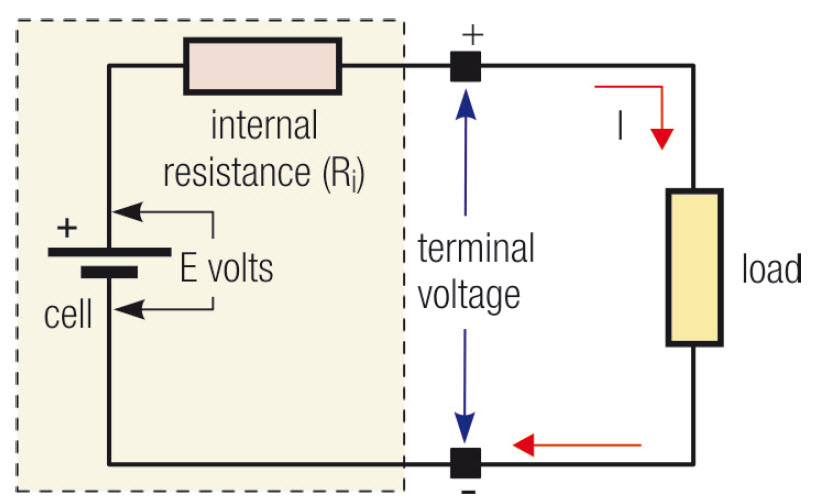 +
internal
resistance (Ri)
I
+
E volts
cell
terminal
voltage
load
-